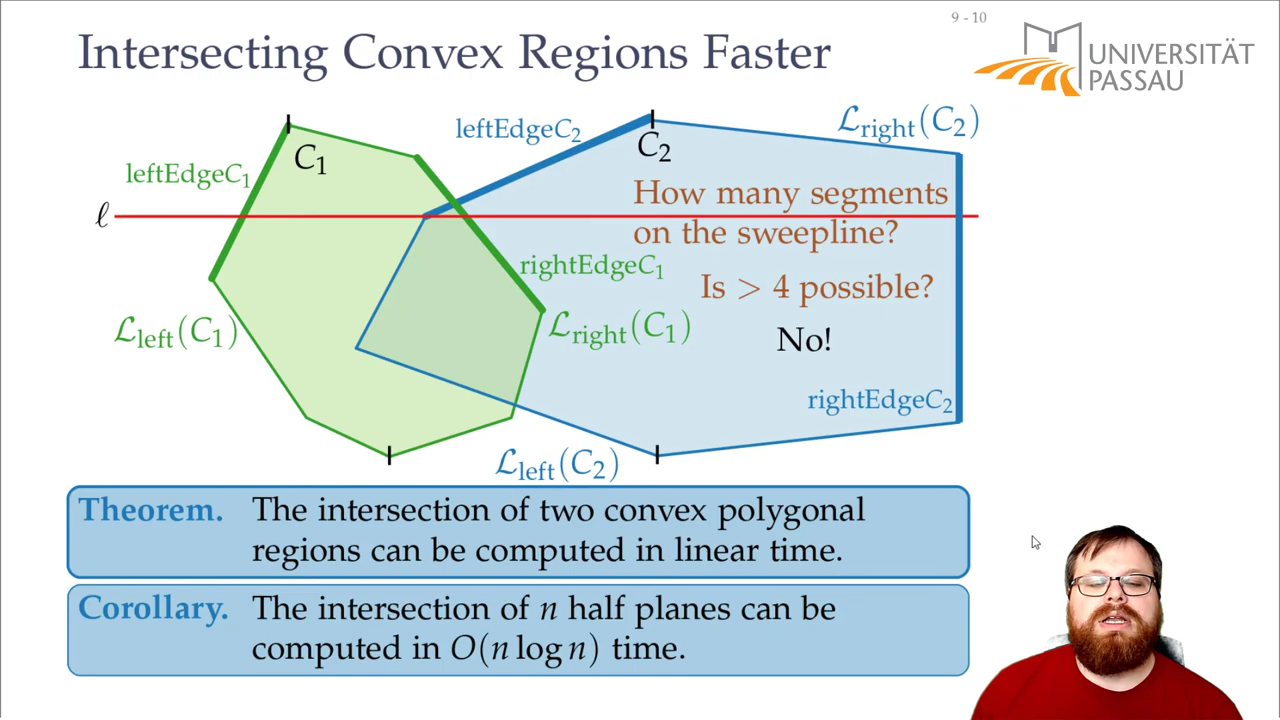 9 - 10
Intersecting Convex Regions Faster
UNIVERSITÄT
PASSAU
leftEdgeC₂
ℒright(C₂)
C₁
C₂
leftEdgeC₁
How many segments
ℓ
on the sweepline?
rightEdgeC₁
Is > 4 possible?
ℒleft(C₁)
ℒright(C₁)
No!
rightEdgeC₂
ℒleft(C₂)
Theorem. The intersection of two convex polygonal
regions can be computed in linear time.
Corollary. The intersection of n half planes can be
computed in O(n log n) time.